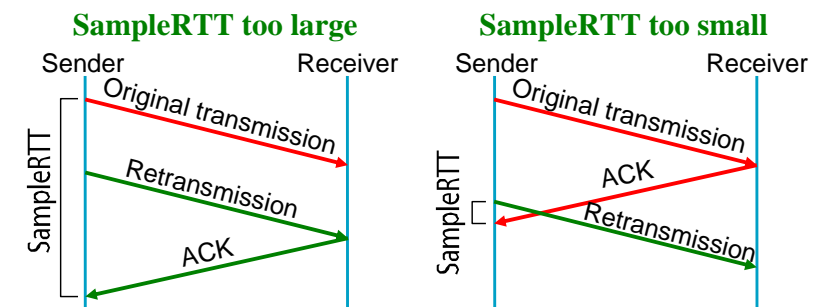 SampleRTT too large
Sender
Receiver
Original transmission
Retransmission
ACK
SampleRTT
SampleRTT too small
Sender
Receiver
Original transmission
ACK
Retransmission
SampleRTT